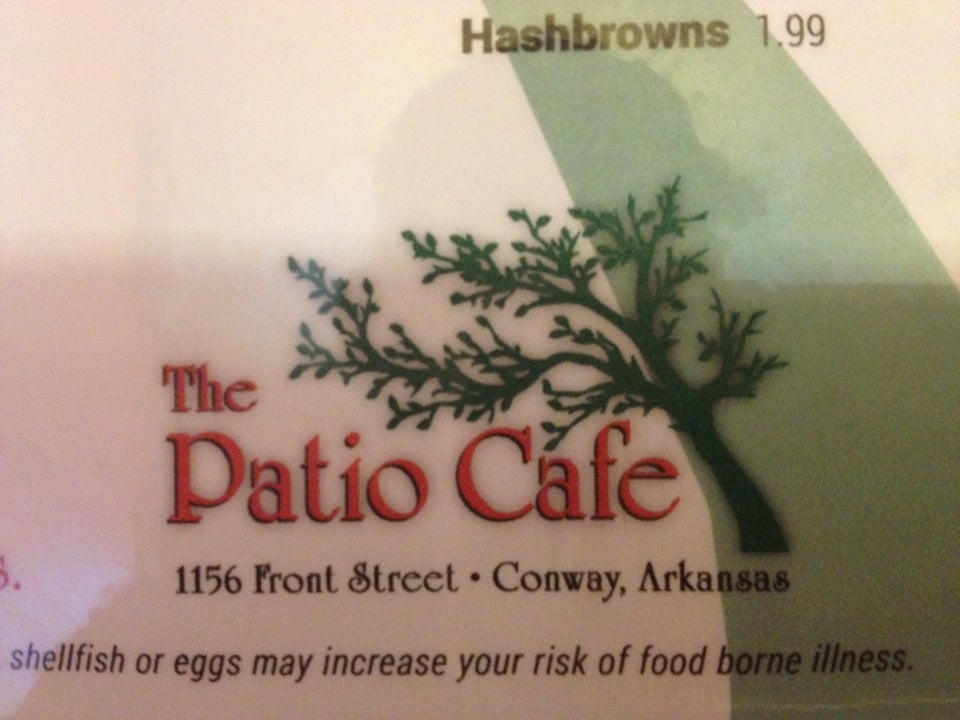 Hashbrowns 1.99
The
Patio Cafe
s.
1156 Front Street • Conway, Arkansas
shellfish or eggs may increase your risk of food borne illness.